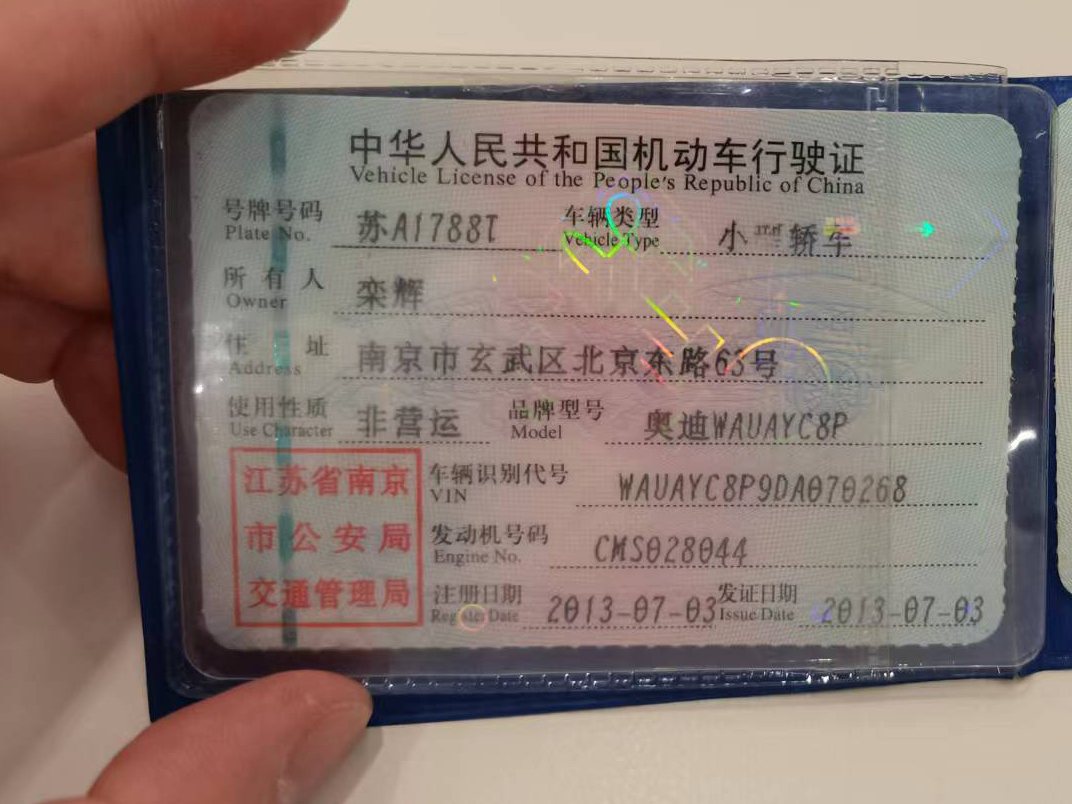 中华人民共和国机动车行驶证
Vehicle License of the People's Republic of China
号牌号码 苏A1788T 车辆类型 小型轿车
Plate No. Vehicle Type
所有人 栾辉
Owner
住址 南京市玄武区北京东路63号
Address
使用性质 非营运 品牌型号 奥迪WAUAYC8P
Use Character Model
江苏省南京 车辆识别代号 WAUAYC8P9DA070268
VIN
市公安局 发动机号码 CMS028044
Engine No.
交通管理局 注册日期 2013-07-03 发证日期 2013-07-03
Register Date Issue Date